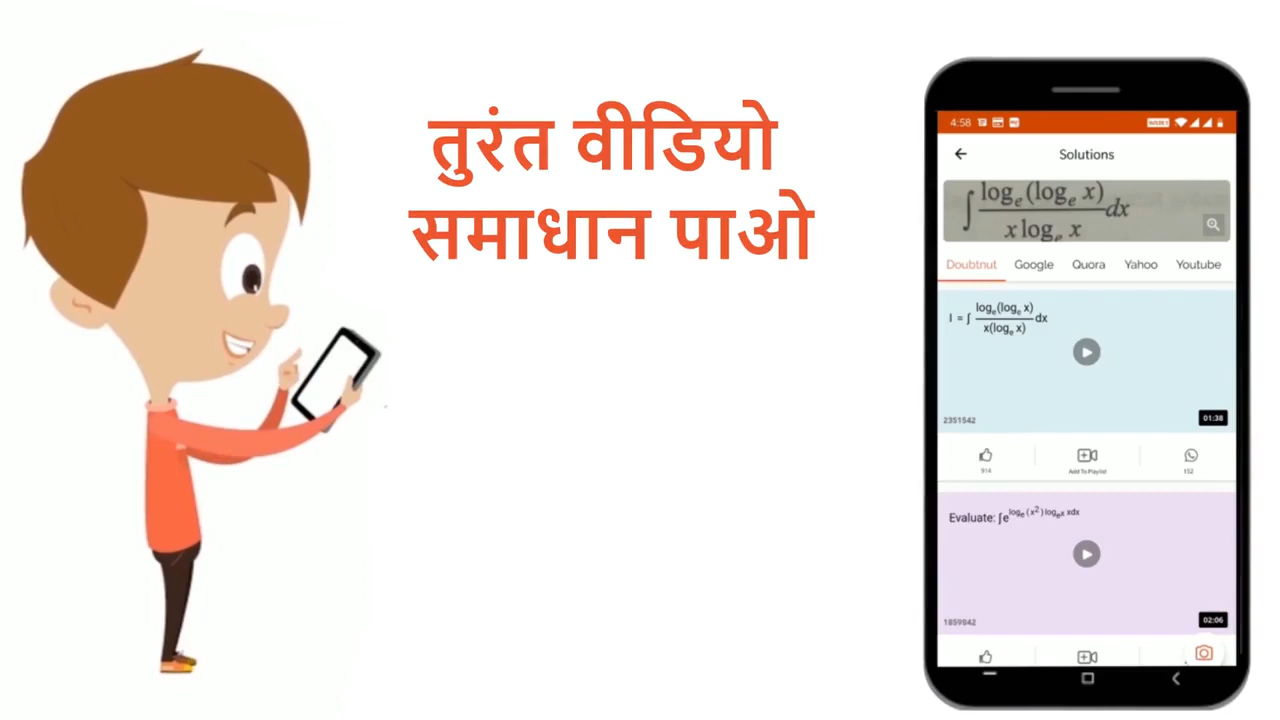 तुरंत वीडियो
समाधान पाओ
4:58
Solutions
∫ logₑ(logₑ x) / x logₑ x dx
Doubtnut Google Quora Yahoo Youtube
I = ∫ logₑ(logₑ x) / x(logₑ x) dx
2351542
01:38
914
Add To Playlist
152
Evaluate: ∫e^logₑ(x²)logₑx xdx
1859842
02:06